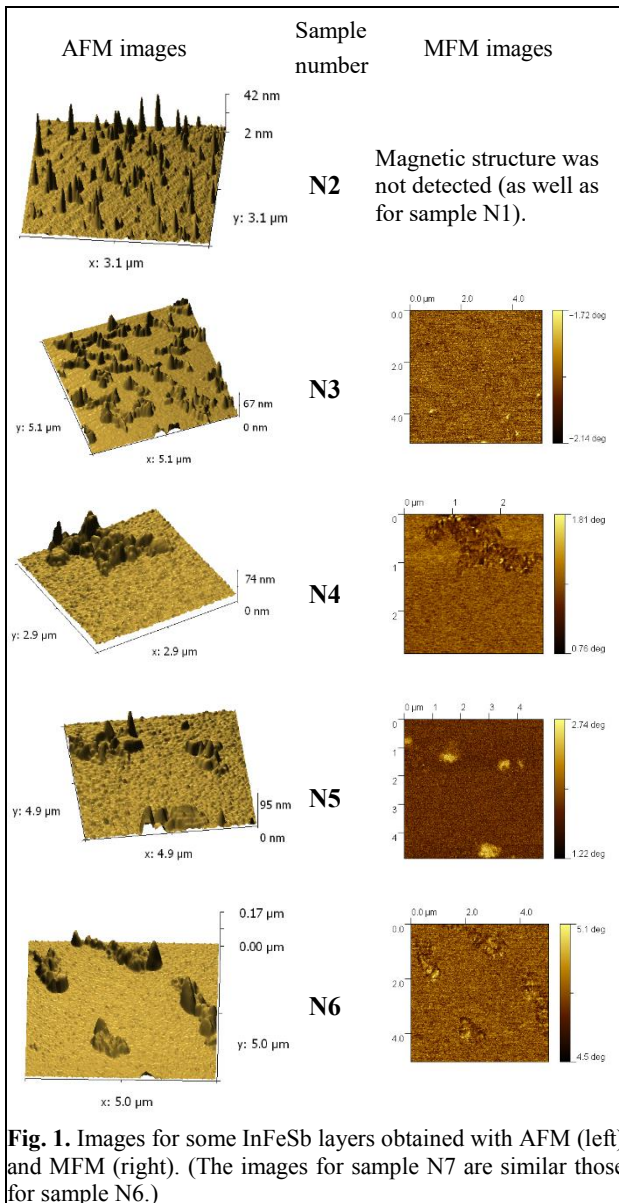 AFM images
Sample
number
MFM images
42 nm
2 nm
y: 3.1 µm
x: 3.1 µm
N2
Magnetic structure was
not detected (as well as
for sample N1).
y: 5.1 µm
x: 5.1 µm
67 nm
0 nm
N3
0.0 µm 2.0 4.0
0.0
2.0
4.0
−1.72 deg
−2.14 deg
y: 2.9 µm
x: 2.9 µm
74 nm
0 nm
N4
0 µm 1 2
0
1
2
1.81 deg
0.76 deg
y: 4.9 µm
x: 4.9 µm
95 nm
0 nm
N5
0 µm 1 2 3 4
0
1
2
3
4
2.74 deg
1.22 deg
0.17 µm
0.00 µm
y: 5.0 µm
x: 5.0 µm
N6
0.0 µm 2.0 4.0
0.0
2.0
4.0
5.1 deg
4.5 deg
Fig. 1. Images for some InFeSb layers obtained with AFM (left)
and MFM (right). (The images for sample N7 are similar those
for sample N6.)